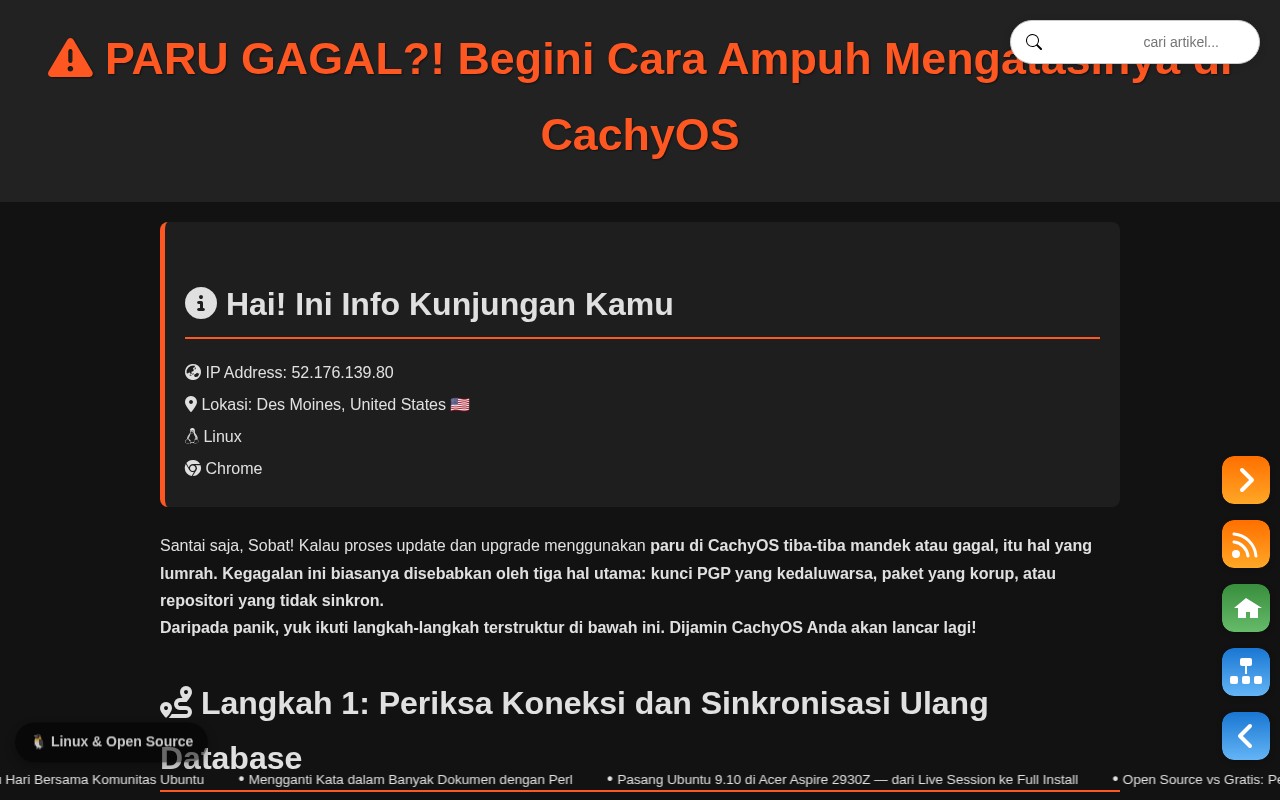 PARU GAGAL?! Begini Cara Ampuh Mengatasinya di
CachyOS
cari artikel...
Hai! Ini Info Kunjungan Kamu
IP Address: 52.176.139.80
Lokasi: Des Moines, United States 🇺🇸
Linux
Chrome
Santai saja, Sobat! Kalau proses update dan upgrade menggunakan paru di CachyOS tiba-tiba mandek atau gagal, itu hal yang
lumrah. Kegagalan ini biasanya disebabkan oleh tiga hal utama: kunci PGP yang kedaluwarsa, paket yang korup, atau
repositori yang tidak sinkron.
Daripada panik, yuk ikuti langkah-langkah terstruktur di bawah ini. Dijamin CachyOS Anda akan lancar lagi!
Langkah 1: Periksa Koneksi dan Sinkronisasi Ulang
Database
🐧 Linux & Open Source
Hari Bersama Komunitas Ubuntu • Mengganti Kata dalam Banyak Dokumen dengan Perl • Pasang Ubuntu 9.10 di Acer Aspire 2930Z — dari Live Session ke Full Install • Open Source vs Gratis: